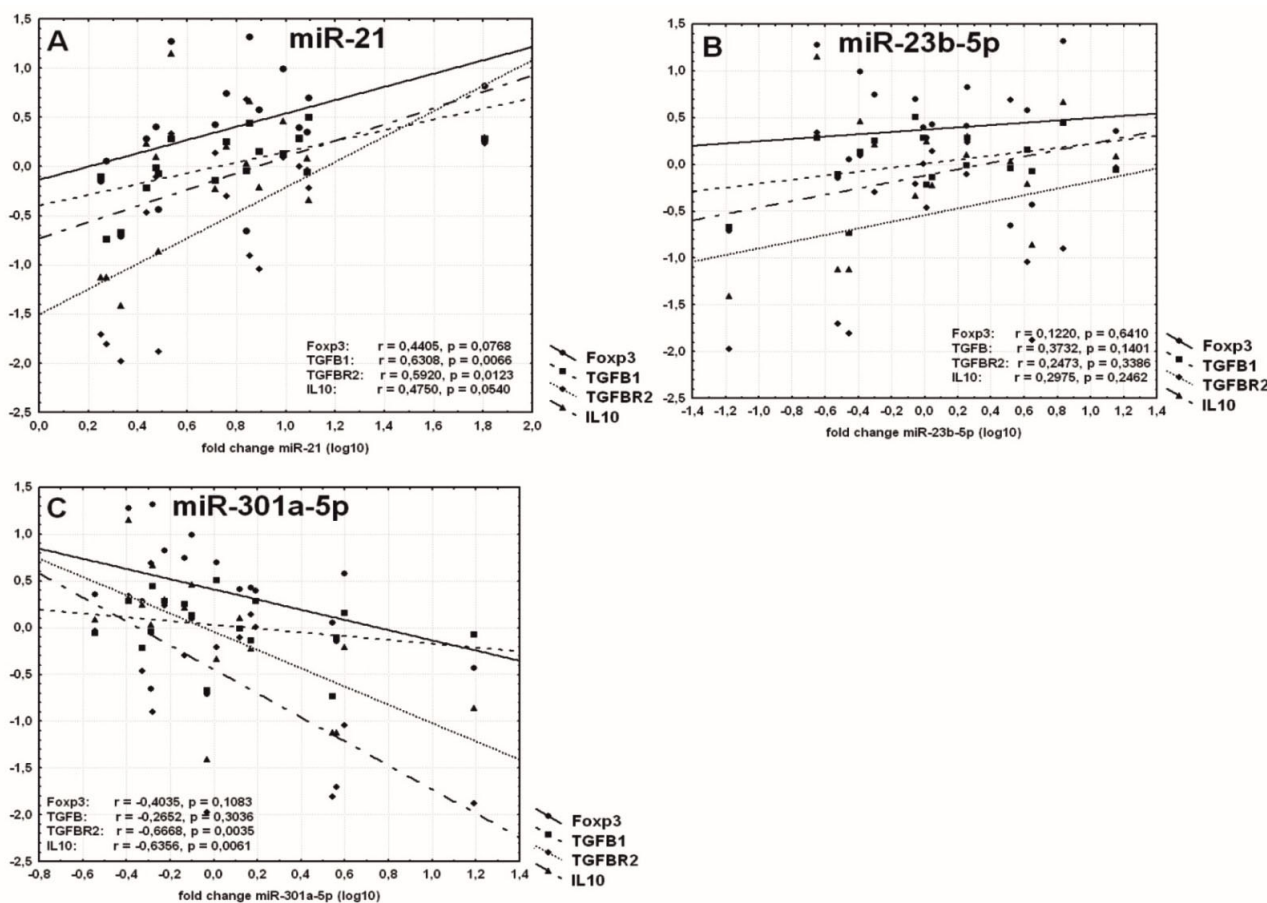 A miR-21
1,5
1,0
0,5
0,0
-0,5
-1,0
-1,5
-2,0
-2,5
Foxp3: r = 0,4405, p = 0,0768
TGFB1: r = 0,6308, p = 0,0066
TGFBR2: r = 0,5920, p = 0,0123
IL10: r = 0,4750, p = 0,0540
0,0 0,2 0,4 0,6 0,8 1,0 1,2 1,4 1,6 1,8 2,0
fold change miR-21 (log10)
Foxp3
TGFB1
TGFBR2
IL10
B miR-23b-5p
1,5
1,0
0,5
0,0
-0,5
-1,0
-1,5
-2,0
-2,5
Foxp3: r = 0,1220, p = 0,6410
TGFB: r = 0,3732, p = 0,1401
TGFBR2: r = 0,2473, p = 0,3386
IL10: r = 0,2975, p = 0,2462
-1,4 -1,2 -1,0 -0,8 -0,6 -0,4 -0,2 0,0 0,2 0,4 0,6 0,8 1,0 1,2 1,4
fold change miR-23b-5p (log10)
Foxp3
TGFB1
TGFBR2
IL10
C miR-301a-5p
1,5
1,0
0,5
0,0
-0,5
-1,0
-1,5
-2,0
-2,5
Foxp3: r = -0,4035, p = 0,1083
TGFB: r = -0,2652, p = 0,3036
TGFBR2: r = -0,6668, p = 0,0035
IL10: r = -0,6356, p = 0,0061
-0,8 -0,6 -0,4 -0,2 0,0 0,2 0,4 0,6 0,8 1,0 1,2 1,4
fold change miR-301a-5p (log10)
Foxp3
TGFB1
TGFBR2
IL10